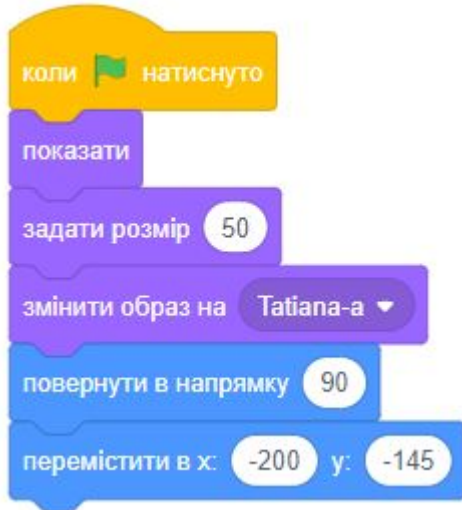 коли натиснуто
показати
задати розмір 50
змінити образ на Tatiana-a
повернути в напрямку 90
перемістити в x: -200 y: -145